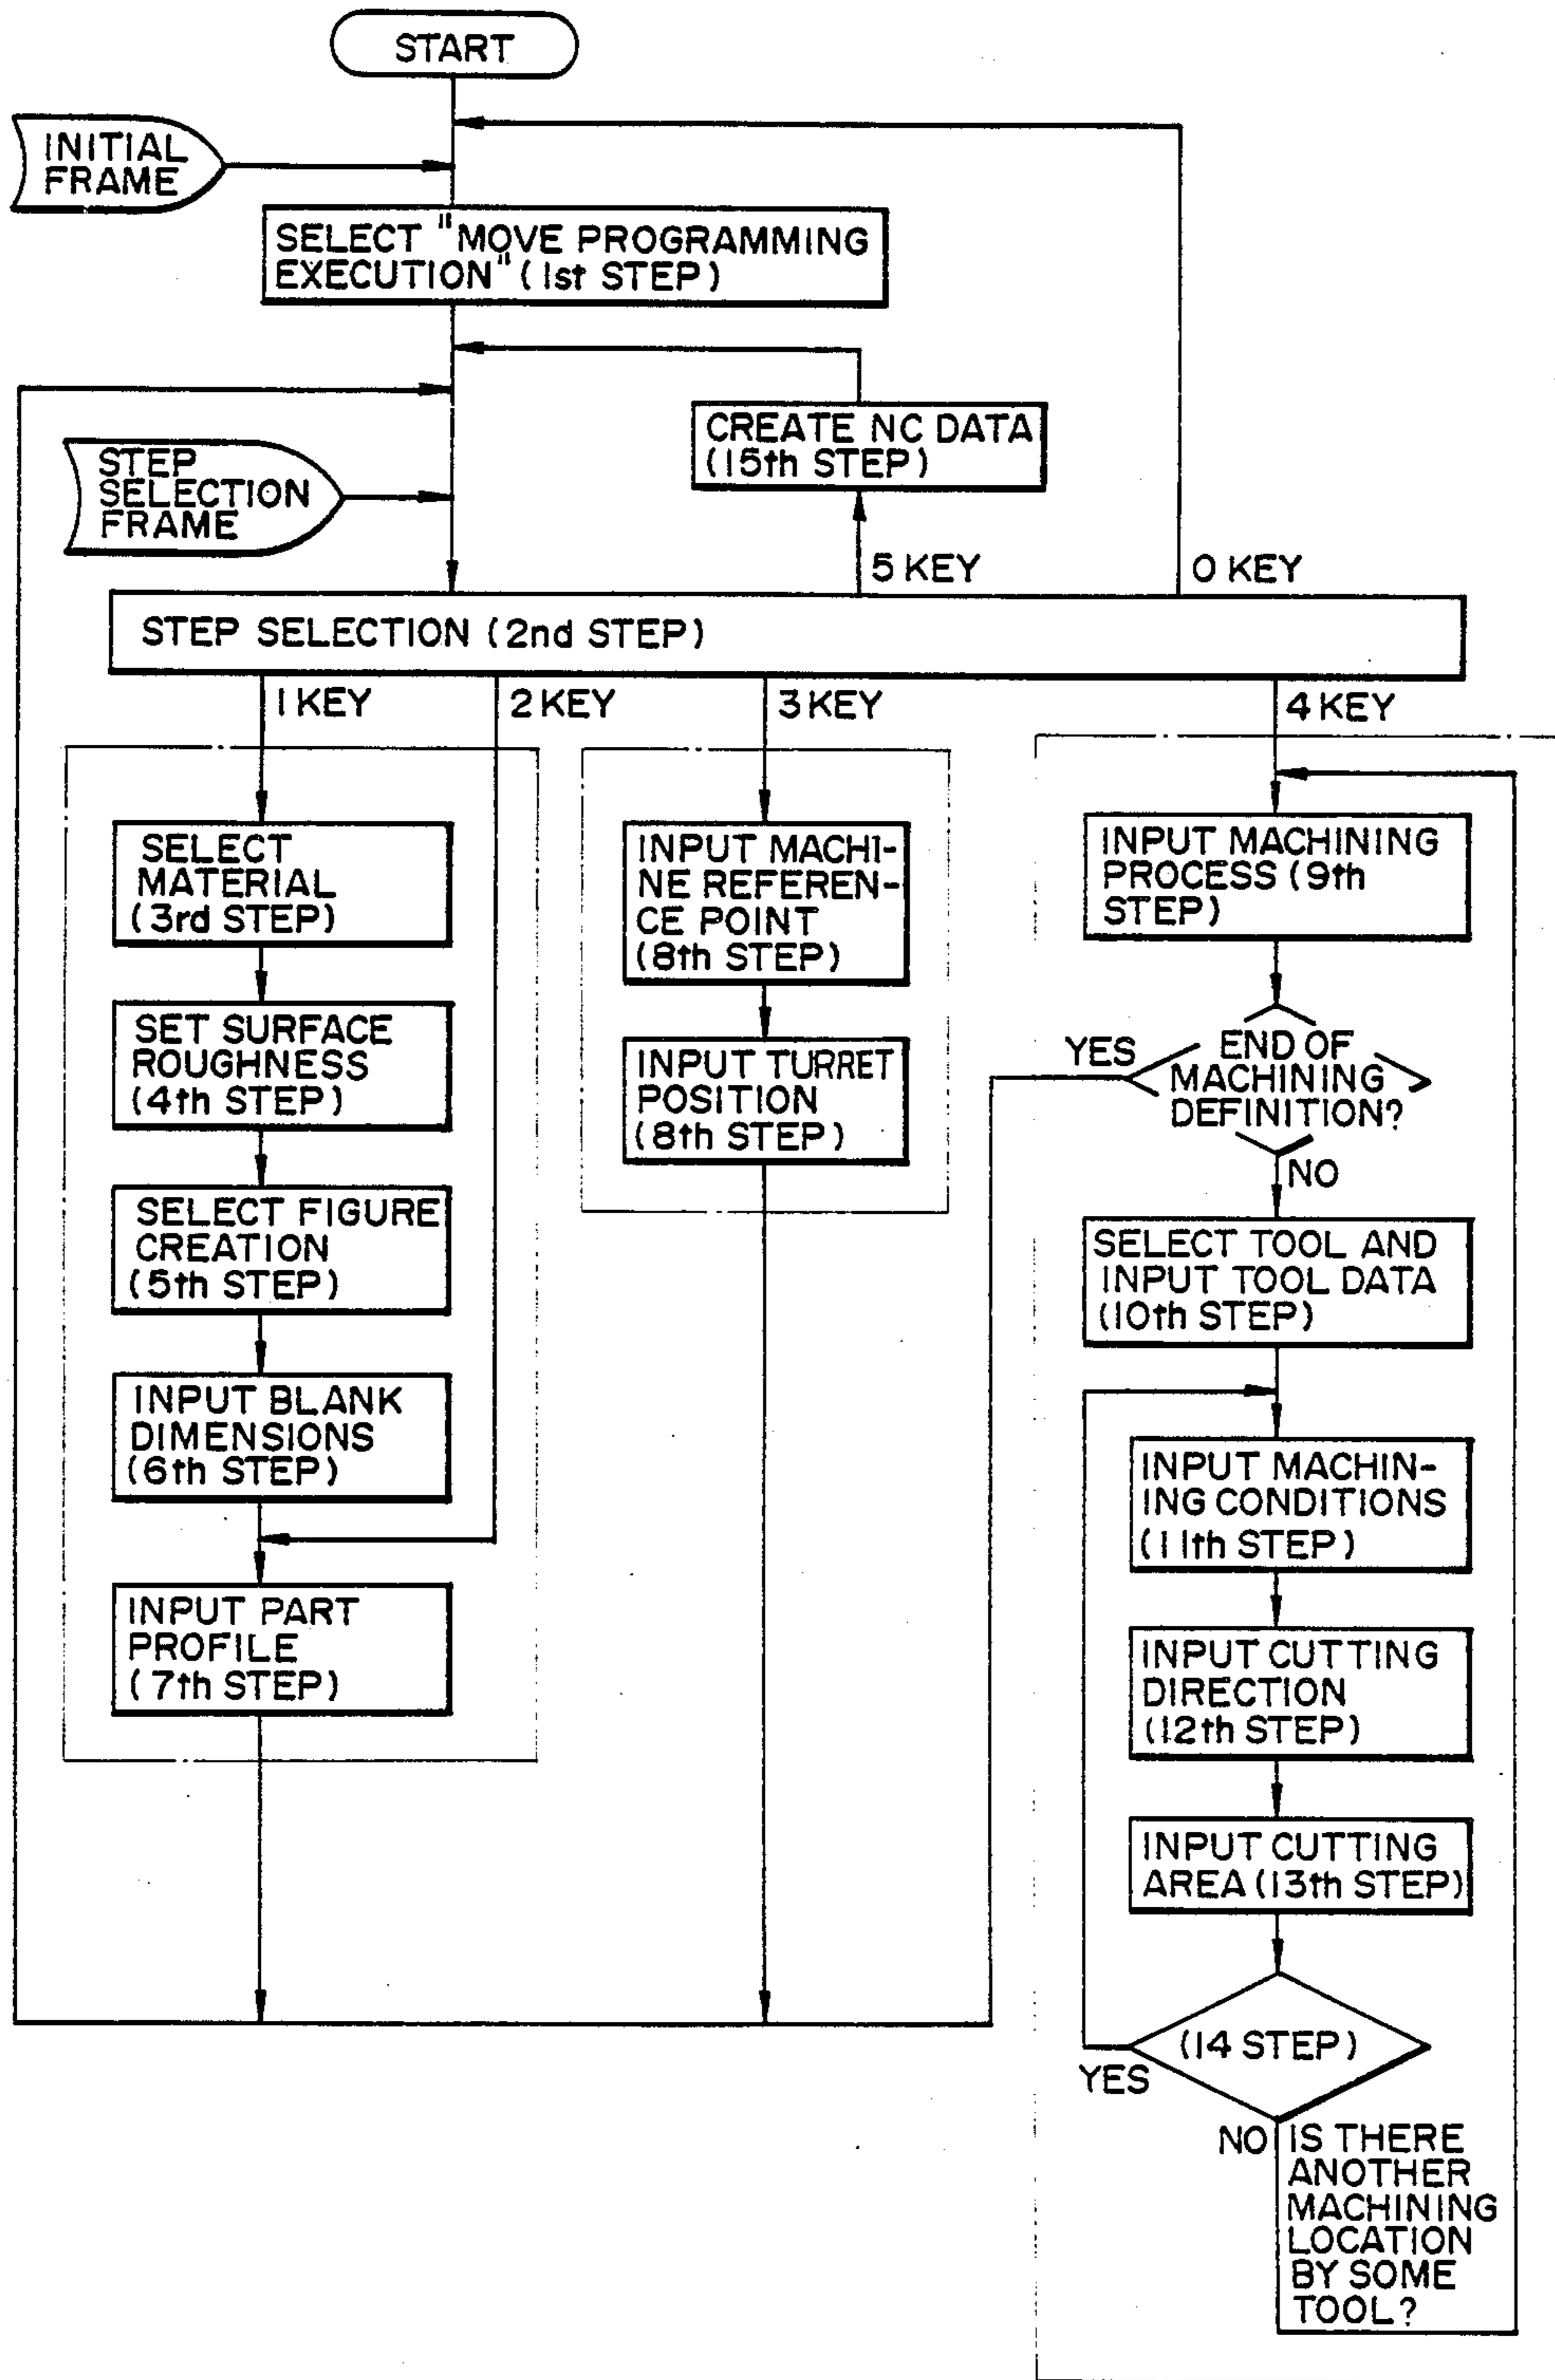 START
INITIAL
FRAME
SELECT "MOVE PROGRAMMING
EXECUTION" (1st STEP)
CREATE NC DATA
(15th STEP)
STEP
SELECTION
FRAME
5 KEY
0 KEY
STEP SELECTION (2nd STEP)
1 KEY
2 KEY
3 KEY
4 KEY
SELECT
MATERIAL
(3rd STEP)
SET SURFACE
ROUGHNESS
(4th STEP)
SELECT FIGURE
CREATION
(5th STEP)
INPUT BLANK
DIMENSIONS
(6th STEP)
INPUT PART
PROFILE
(7th STEP)
INPUT MACHI-
NE REFEREN-
CE POINT
(8th STEP)
INPUT TURRET
POSITION
(8th STEP)
INPUT MACHINING
PROCESS (9th
STEP)
YES
END OF
MACHINING
DEFINITION?
NO
SELECT TOOL AND
INPUT TOOL DATA
(10th STEP)
INPUT MACHIN-
ING CONDITIONS
(11th STEP)
INPUT CUTTING
DIRECTION
(12th STEP)
INPUT CUTTING
AREA (13th STEP)
(14 STEP)
YES
NO
IS THERE
ANOTHER
MACHINING
LOCATION
BY SOME
TOOL?